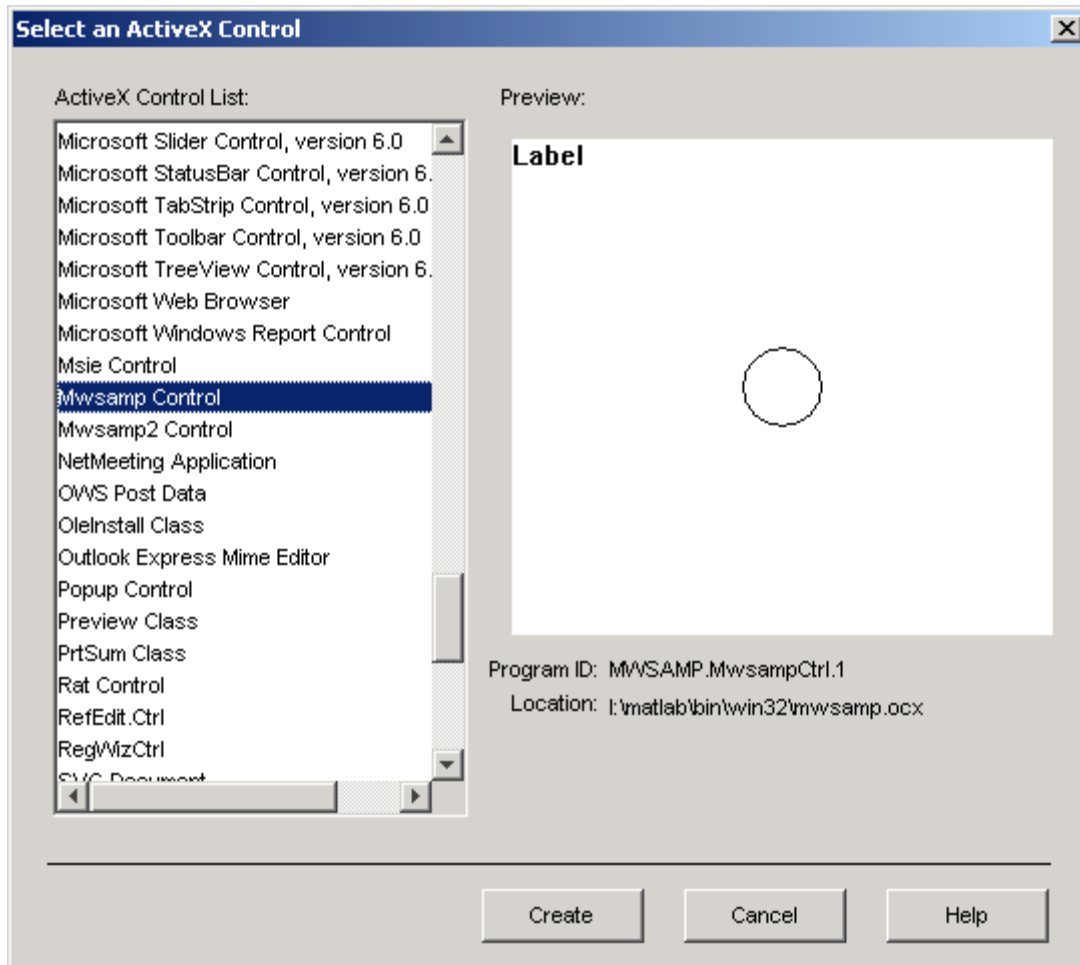 Select an ActiveX Control
ActiveX Control List:
Microsoft Slider Control, version 6.0
Microsoft StatusBar Control, version 6.
Microsoft TabStrip Control, version 6.0
Microsoft Toolbar Control, version 6.0
Microsoft TreeView Control, version 6.
Microsoft Web Browser
Microsoft Windows Report Control
Msie Control
Mwsamp Control
Mwsamp2 Control
NetMeeting Application
OWS Post Data
OleInstall Class
Outlook Express Mime Editor
Popup Control
Preview Class
PrtSum Class
Rat Control
RefEdit.Ctrl
RegWizCtrl
SVG Document
Preview:
Label
Program ID: MWSAMP.MwsampCtrl.1
Location: I:\matlab\bin\win32\mwsamp.ocx
Create
Cancel
Help